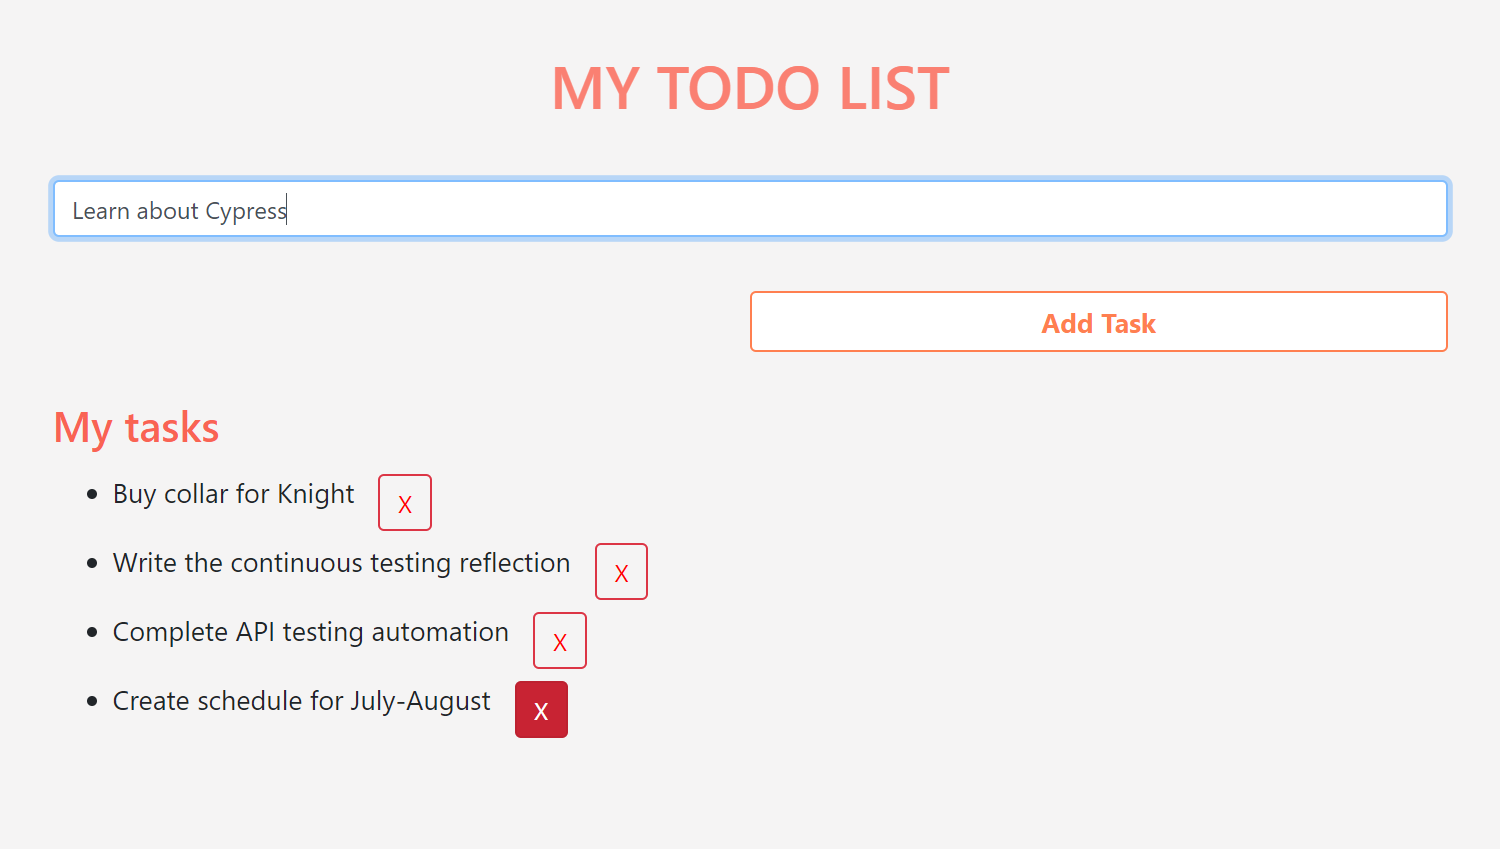 MY TODO LIST
Learn about Cypress
Add Task
My tasks
Buy collar for Knight X
Write the continuous testing reflection X
Complete API testing automation X
Create schedule for July-August X